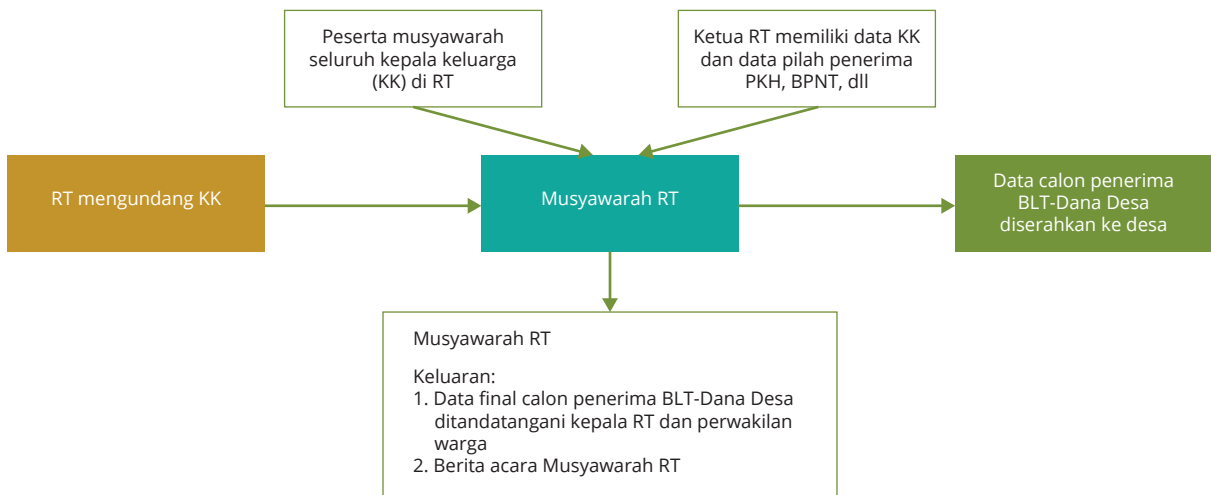 Peserta musyawarah
seluruh kepala keluarga
(KK) di RT
Ketua RT memiliki data KK
dan data pilah penerima
PKH, BPNT, dll
RT mengundang KK
Musyawarah RT
Data calon penerima
BLT-Dana Desa
diserahkan ke desa
Musyawarah RT
Keluaran:
1. Data final calon penerima BLT-Dana Desa
ditandatangani kepala RT dan perwakilan
warga
2. Berita acara Musyawarah RT